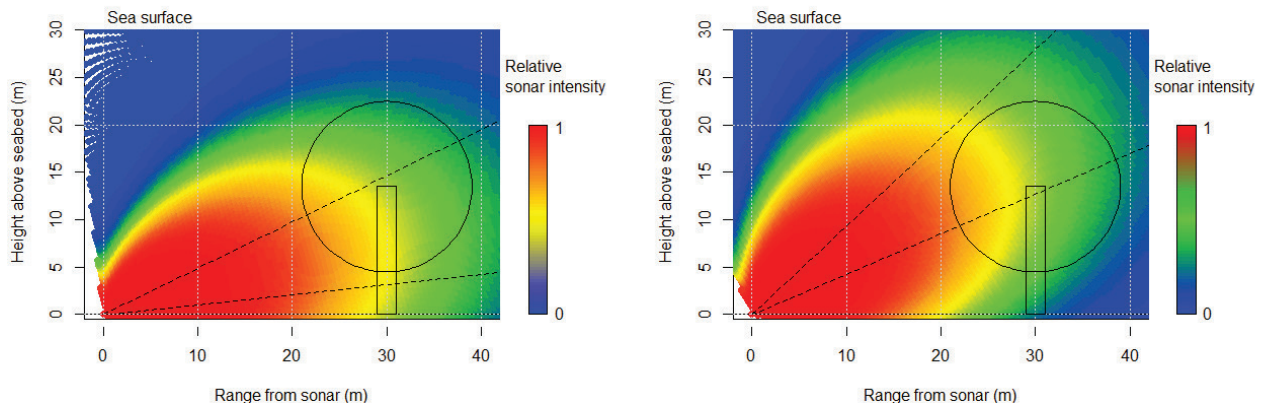 Sea surface
30
25
20
15
10
5
0
Height above seabed (m)
0 10 20 30 40
Range from sonar (m)
Relative
sonar intensity
1
0
Sea surface
30
25
20
15
10
5
0
Height above seabed (m)
0 10 20 30 40
Range from sonar (m)
Relative
sonar intensity
1
0